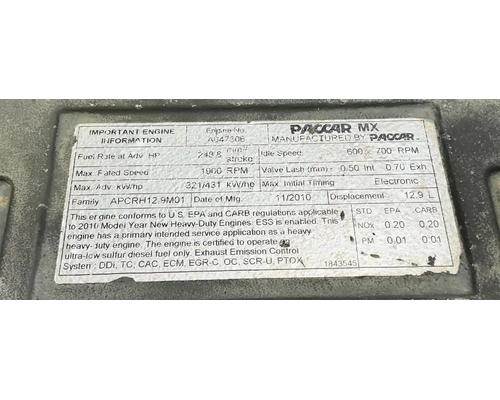 IMPORTANT ENGINE INFORMATION Engine No. PACCAR MX
A047306 MANUFACTURED BY PACCAR
Fuel Rate at Adv. HP 249.8 mm³/stroke Idle Speed 600 - 700 RPM
Max. Rated Speed 1900 RPM Valve Lash (mm) 0.50 Int 0.70 Exh
Max. Adv kW/hp 321/431 kW/hp Max. Initial Timing Electronic
Family APCRH12.9M01 Date of Mfg. 11/2010 Displacement 12.9 L
This engine conforms to U.S. EPA and CARB regulations applicable STD EPA CARB
to 2010 Model Year New Heavy-Duty Engines. ESS is enabled. This NOx 0.20 0.20
engine has a primary intended service application as a heavy
heavy-duty engine. The engine is certified to operate PM 0.01 0.01
ultra-low sulfur diesel fuel only. Exhaust Emission Control
System: DDI, TC, CAC, ECM, EGR-C, OC, SCR-U, PTOX 1843545